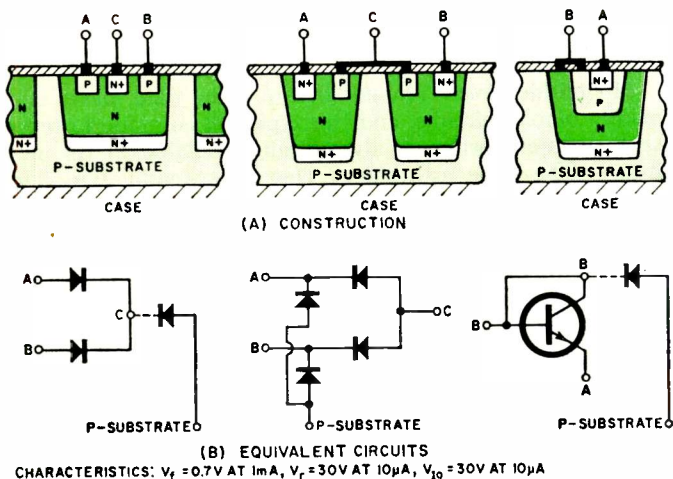 A C B A C B B A
P N+ P N+ P P N+ N+
P
N N N N N N
N+ N+ N+ N+ N+ N+
P-SUBSTRATE P-SUBSTRATE P-SUBSTRATE
CASE CASE CASE
(A) CONSTRUCTION
A A B
C C
B B B
A
P-SUBSTRATE P-SUBSTRATE P-SUBSTRATE
(B) EQUIVALENT CIRCUITS
CHARACTERISTICS: Vf = 0.7V AT 1mA, Vr = 30V AT 10µA, VIo = 30V AT 10µA